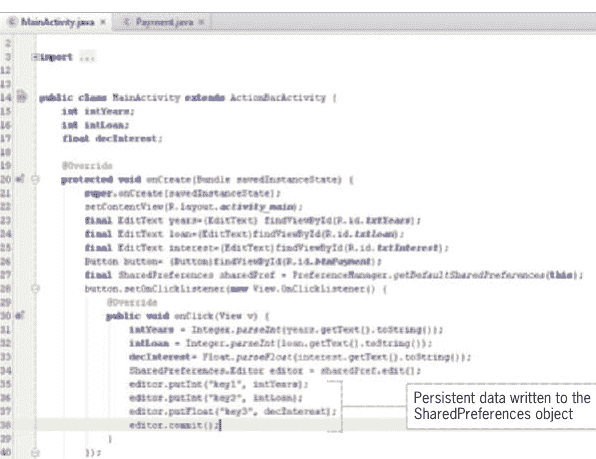 MainActivity.java × Payment.java ×
2
3 import ...
12
13
14 public class MainActivity extends ActionBarActivity {
15 int intYears;
16 int intLoan;
17 float decInterest;
18
19 @Override
20 protected void onCreate(Bundle savedInstanceState) {
21 super.onCreate(savedInstanceState);
22 setContentView(R.layout.activity_main);
23 final EditText years=(EditText) findViewById(R.id.txtYears);
24 final EditText loan=(EditText)findViewById(R.id.txtLoan);
25 final EditText interest=(EditText)findViewById(R.id.txtInterest);
26 Button button= (Button)findViewById(R.id.btnPayment);
27 final SharedPreferences sharedPref = PreferenceManager.getDefaultSharedPreferences(this);
28 button.setOnClickListener(new View.OnClickListener() {
29 @Override
30 public void onClick(View v) {
31 intYears = Integer.parseInt(years.getText().toString());
32 intLoan = Integer.parseInt(loan.getText().toString());
33 decInterest= Float.parseFloat(interest.getText().toString());
34 SharedPreferences.Editor editor = sharedPref.edit();
35 editor.putInt("key1", intYears);
36 editor.putInt("key2", intLoan);
37 editor.putFloat("key3", decInterest);
38 editor.commit();
39 }
40 });
Persistent data written to the
SharedPreferences object